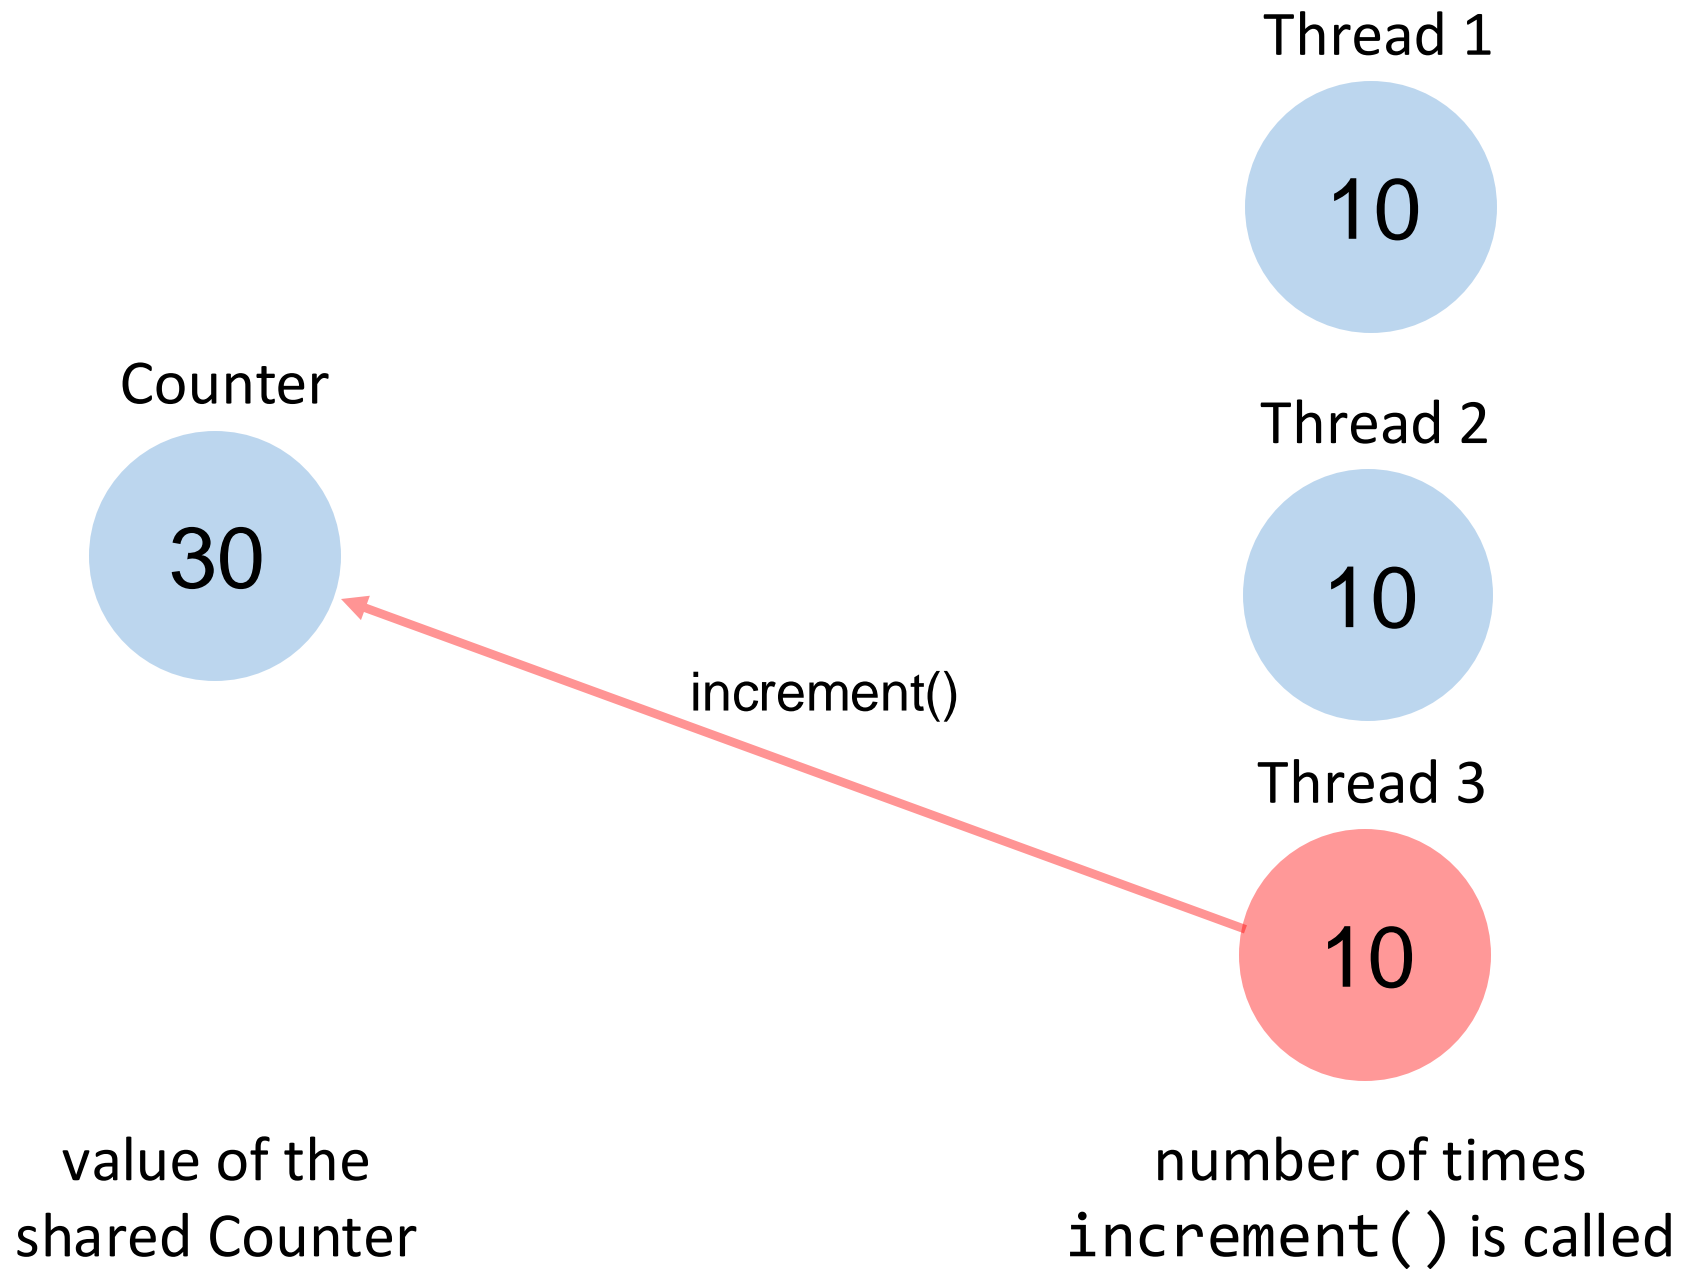 Thread 1
10
Counter
30
Thread 2
10
increment()
Thread 3
10
value of the
shared Counter
number of times
increment() is called